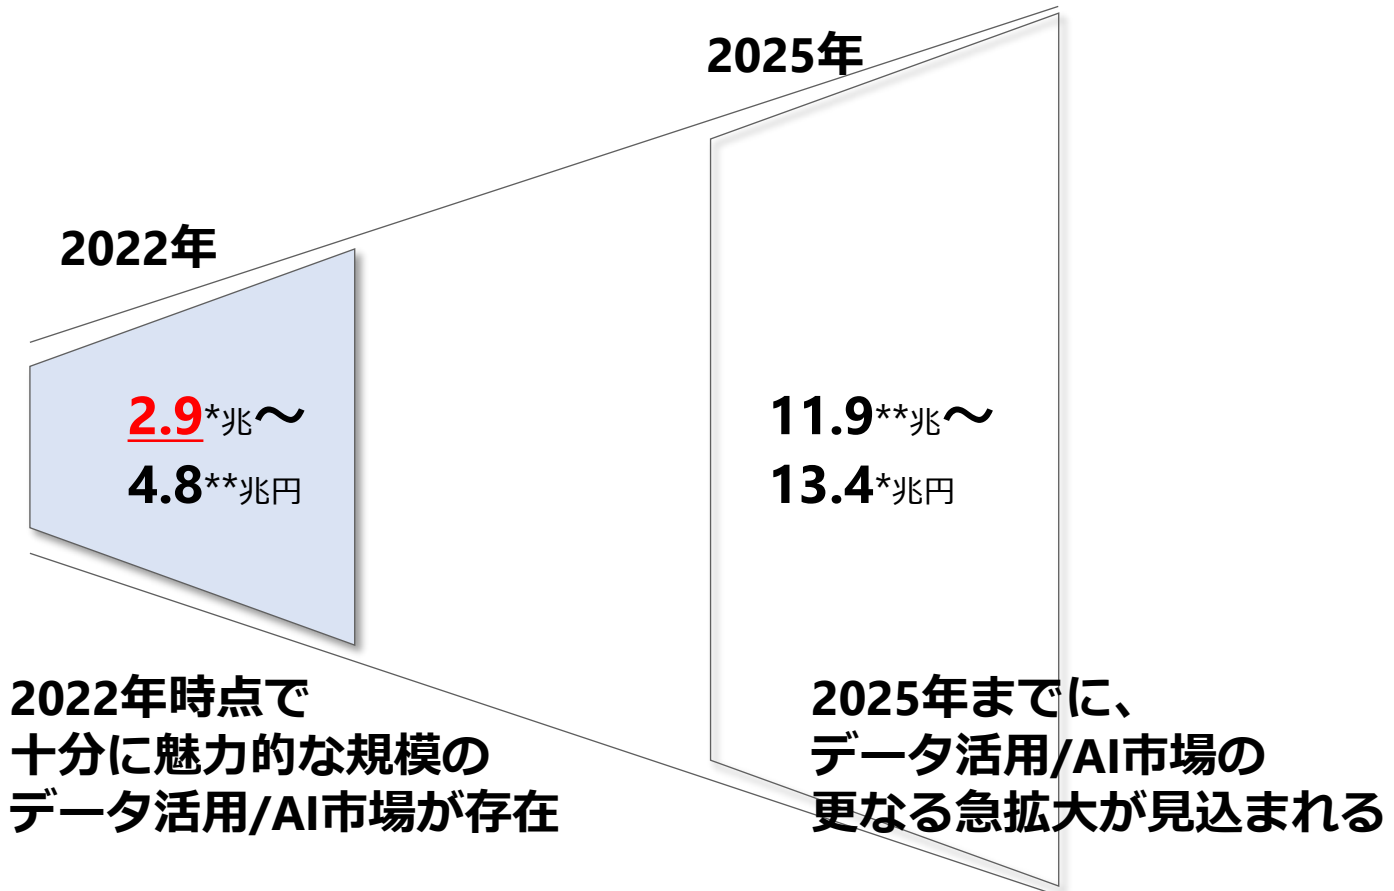 2022年
2.9*兆～
4.8**兆円
2022年時点で
十分に魅力的な規模の
データ活用/AI市場が存在
2025年
11.9**兆～
13.4*兆円
2025年までに、
データ活用/AI市場の
更なる急拡大が見込まれる